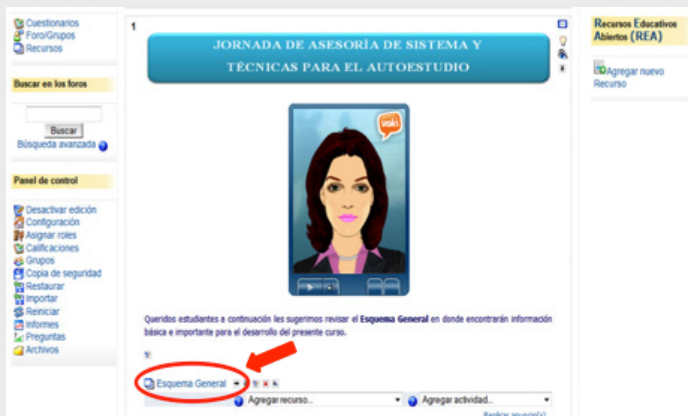 Cuestionarios
Foro/Grupos
Recursos
Buscar en los foros
Buscar
Búsqueda avanzada
Panel de control
Desactivar edición
Configuración
Asignar roles
Calificaciones
Grupos
Copia de seguridad
Restaurar
Importar
Reiniciar
Informes
Preguntas
Archivos
1
JORNADA DE ASESORÍA DE SISTEMA Y
TÉCNICAS PARA EL AUTOESTUDIO
voki
Queridos estudiantes a continuación les sugerimos revisar el Esquema General en donde encontrarán información
básica e importante para el desarrollo del presente curso.
Esquema General
Agregar recurso...
Agregar actividad...
Recursos Educativos
Abiertos (REA)
Agregar nuevo
Recurso